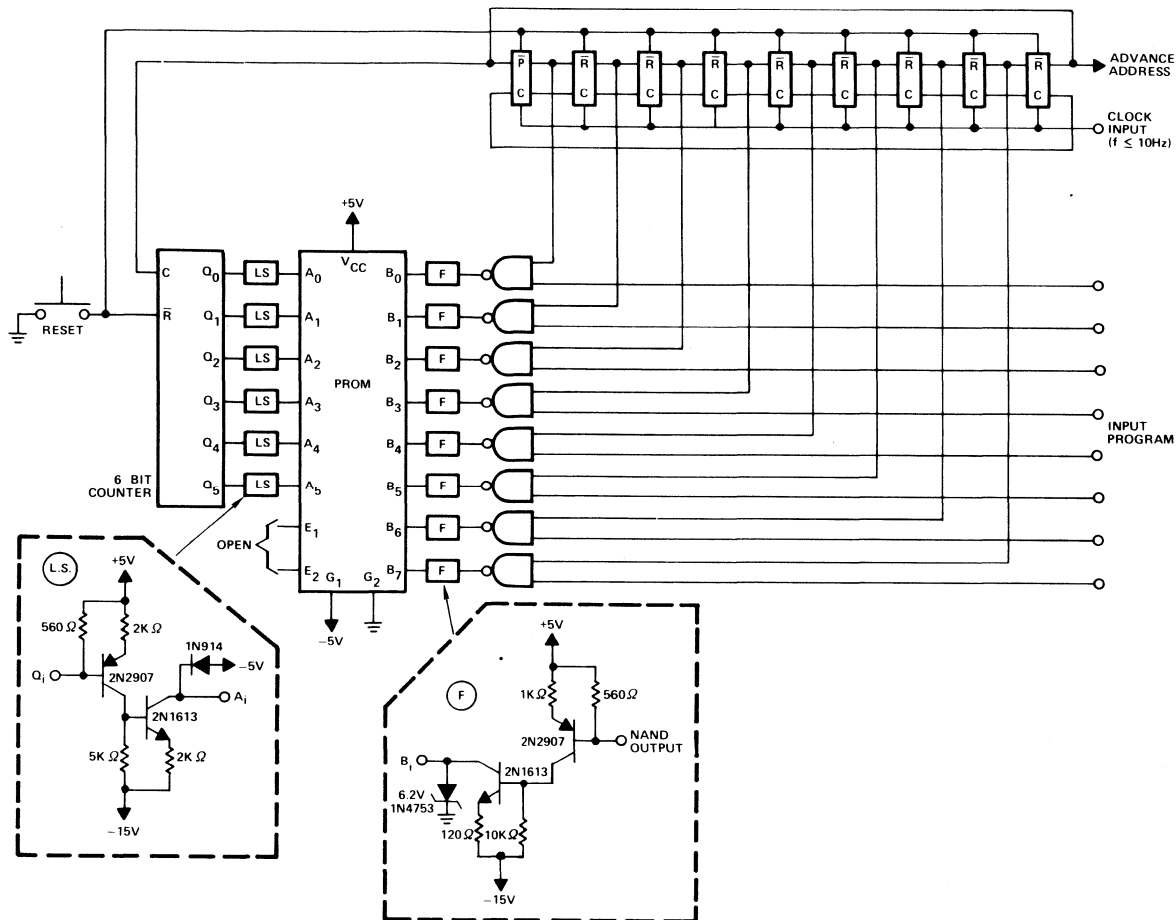 P̅ R̅ R̅ R̅ R̅ R̅ R̅ R̅ R̅
ADVANCE
ADDRESS
C C C C C C C C C
CLOCK
INPUT
(f ≤ 10Hz)
+5V
VCC
C Q0 LS A0 B0 F
RESET
R̅ Q1 LS A1 B1 F
Q2 LS A2 B2 F
PROM
Q3 LS A3 B3 F
INPUT
PROGRAM
Q4 LS A4 B4 F
6 BIT
COUNTER
Q5 LS A5 B5 F
OPEN
E1 B6 F
E2 G1 G2 B7 F
-5V
L.S.
+5V
560Ω 2KΩ
1N914
-5V
Qi 2N2907 Ai
2N1613
5KΩ 2KΩ
-15V
+5V
F
1KΩ 560Ω
2N2907
NAND
OUTPUT
Bi 2N1613
6.2V
1N4753
120Ω 10KΩ
-15V